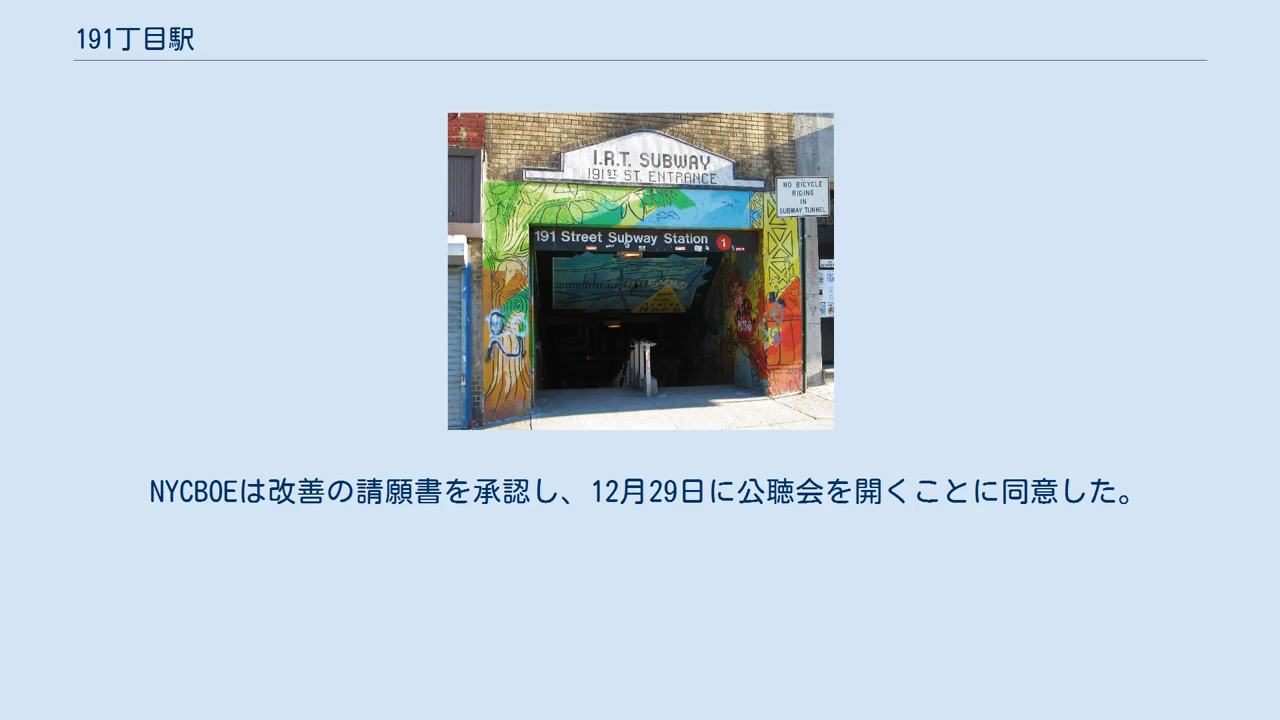 191丁目駅
I.R.T. SUBWAY
191ST. ST. ENTRANCE
NO BICYCLE
RIDING
IN
SUBWAY TUNNEL
191 Street Subway Station 1
NYCBOEは改善の請願書を承認し、12月29日に公聴会を開くことに同意した。